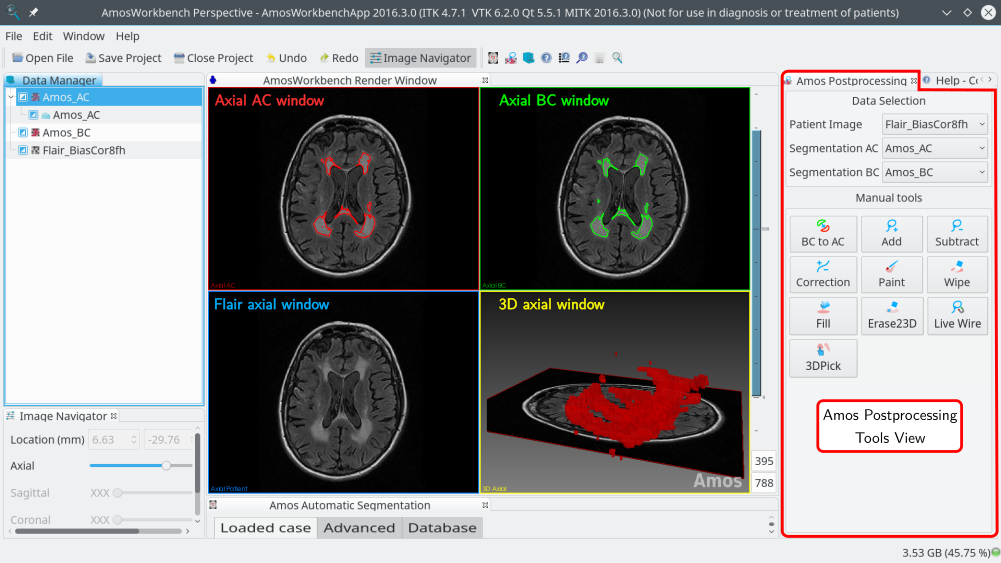 AmosWorkbench Perspective - AmosWorkbenchApp 2016.3.0 (ITK 4.7.1 VTK 6.2.0 Qt 5.5.1 MITK 2016.3.0) (Not for use in diagnosis or treatment of patients)
File Edit Window Help
Open File Save Project Close Project Undo Redo Image Navigator
Data Manager
Amos_AC
Amos_AC
Amos_BC
Flair_BiasCor8fh
Image Navigator
Location (mm) 6.63 -29.76
Axial
Sagittal XXX
Coronal XXX
AmosWorkbench Render Window
Axial AC window
Axial AC
Axial BC window
Axial BC
Flair axial window
Axial Patient
3D axial window
3D Axial
Amos
395
788
Amos Automatic Segmentation
Loaded case Advanced Database
Amos Postprocessing Help - Co
Data Selection
Patient Image Flair_BiasCor8fh
Segmentation AC Amos_AC
Segmentation BC Amos_BC
Manual tools
BC to AC Add Subtract
Correction Paint Wipe
Fill Erase23D Live Wire
3DPick
Amos Postprocessing
Tools View
3.53 GB (45.75 %)